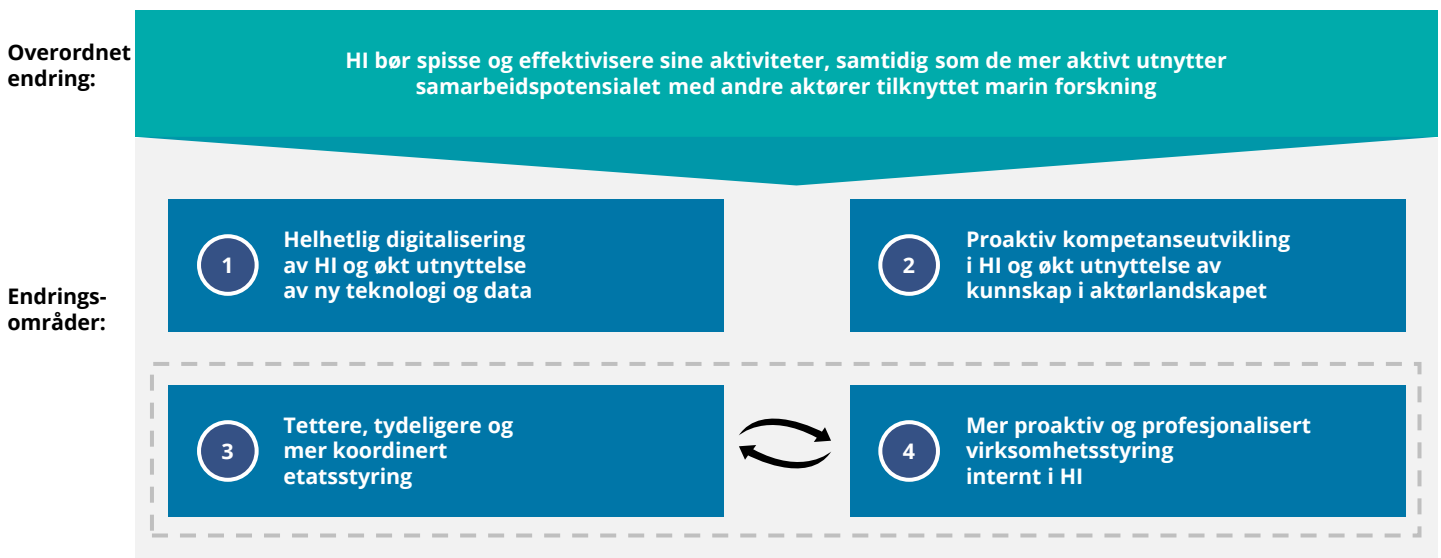 Overordnet
endring:
HI bør spisse og effektivisere sine aktiviteter, samtidig som de mer aktivt utnytter
samarbeidspotensialet med andre aktører tilknyttet marin forskning
Endrings-
områder:
1
Helhetlig digitalisering
av HI og økt utnyttelse
av ny teknologi og data
2
Proaktiv kompetanseutvikling
i HI og økt utnyttelse av
kunnskap i aktørlandskapet
3
Tettere, tydeligere og
mer koordinert
etatsstyring
4
Mer proaktiv og profesjonalisert
virksomhetsstyring
internt i HI